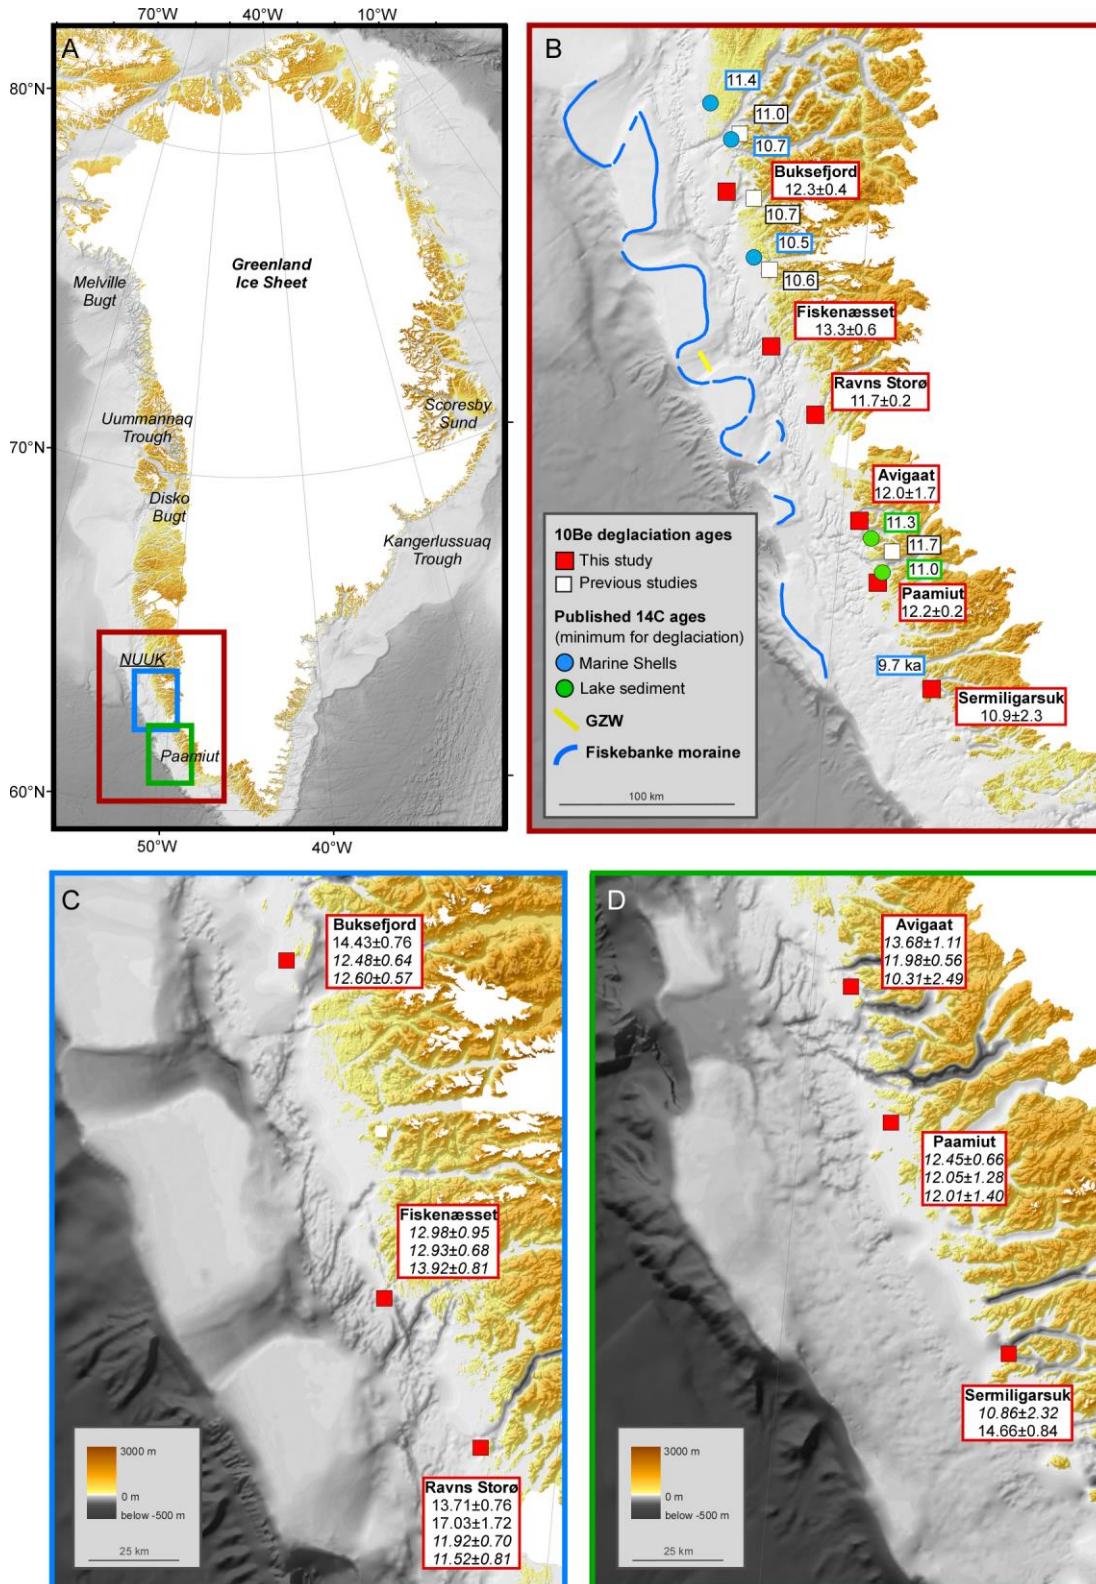 70°W
40°W
10°W
A
80°N
Greenland
Ice Sheet
Melville
Bugt
Uummannaq
Trough
Scoresby
Sund
70°N
Disko
Bugt
Kangerlussuaq
Trough
NUUK
Paamiut
60°N
50°W
40°W
B
11.4
11.0
10.7
Buksefjord
12.3±0.4
10.7
10.5
10.6
Fiskenæsset
13.3±0.6
Ravns Storø
11.7±0.2
Avigaat
12.0±1.7
11.3
11.7
11.0
Paamiut
12.2±0.2
9.7 ka
Sermiligarsuk
10.9±2.3
10Be deglaciation ages
This study
Previous studies
Published 14C ages
(minimum for deglaciation)
Marine Shells
Lake sediment
GZW
Fiskebanke moraine
100 km
C
Buksefjord
14.43±0.76
12.48±0.64
12.60±0.57
Fiskenæsset
12.98±0.95
12.93±0.68
13.92±0.81
Ravns Storø
13.71±0.76
17.03±1.72
11.92±0.70
11.52±0.81
3000 m
0 m
below -500 m
25 km
D
Avigaat
13.68±1.11
11.98±0.56
10.31±2.49
Paamiut
12.45±0.66
12.05±1.28
12.01±1.40
Sermiligarsuk
10.86±2.32
14.66±0.84
3000 m
0 m
below -500 m
25 km